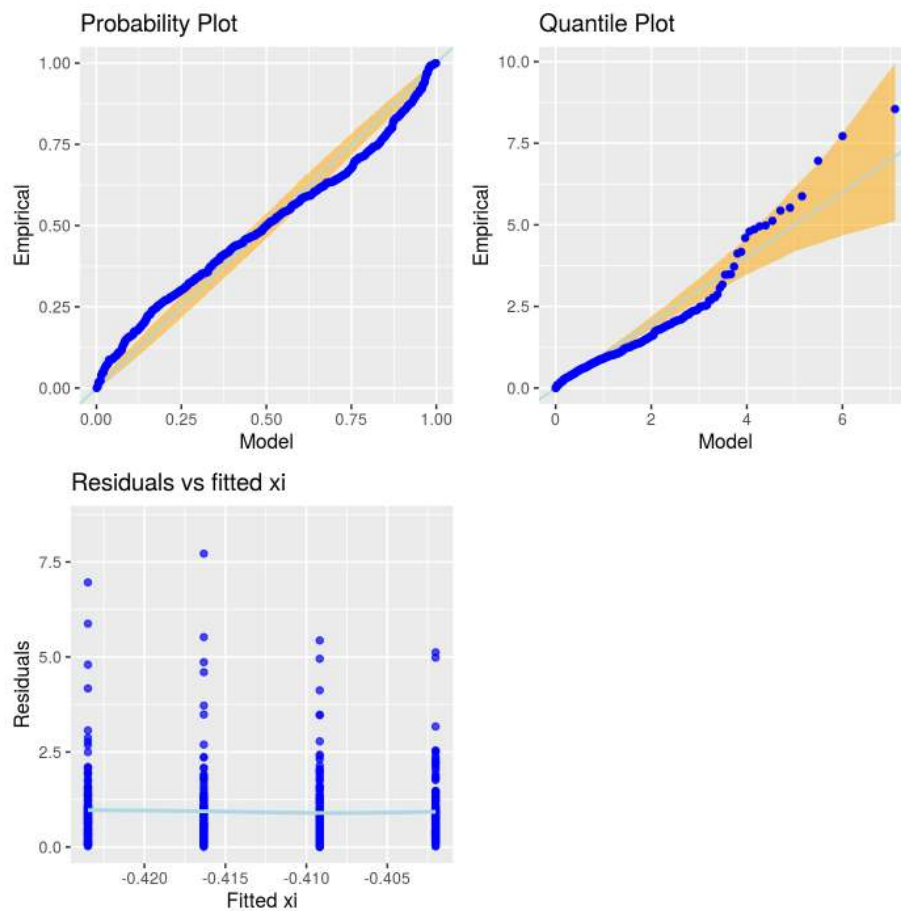 Probability Plot
1.00
0.75
0.50
0.25
0.00
Empirical
0.00 0.25 0.50 0.75 1.00
Model
Quantile Plot
10.0
7.5
5.0
2.5
0.0
Empirical
0 2 4 6
Model
Residuals vs fitted xi
7.5
5.0
2.5
0.0
Residuals
-0.420 -0.415 -0.410 -0.405
Fitted xi